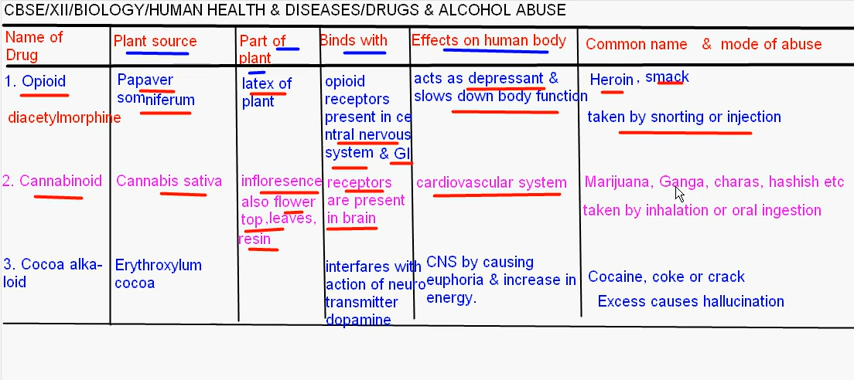 CBSE/XII/BIOLOGY/HUMAN HEALTH & DISEASES/DRUGS & ALCOHOL ABUSE
Name of
Drug
Plant source
Part of
plant
Binds with
Effects on human body
Common name & mode of abuse
1. Opioid
diacetylmorphine
Papaver
somniferum
latex of
plant
opioid
receptors
present in ce
ntral nervous
system & GI
acts as depressant &
slows down body function
Heroin, smack
taken by snorting or injection
2. Cannabinoid
Cannabis sativa
infloresence
also flower
top,leaves,
resin
receptors
are present
in brain
cardiovascular system
Marijuana, Ganga, charas, hashish etc
taken by inhalation or oral ingestion
3. Cocoa alka-
loid
Erythroxylum
cocoa
interfares with
action of neuro
transmitter
dopamine
CNS by causing
euphoria & increase in
energy.
Cocaine, coke or crack
Excess causes hallucination